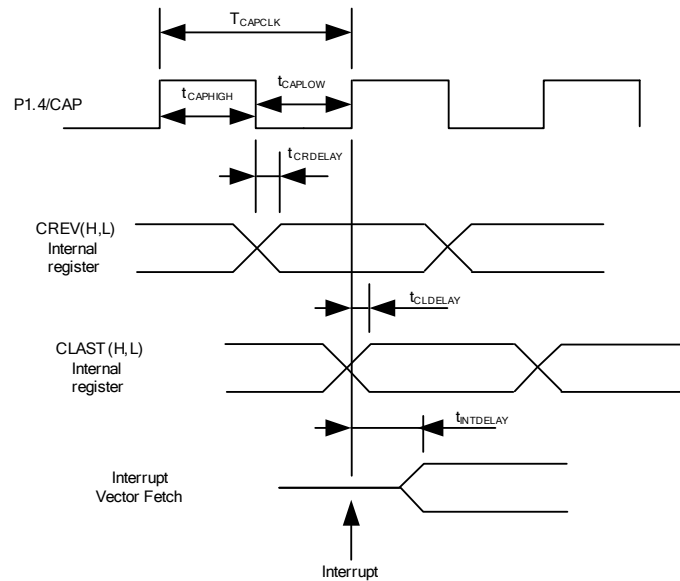 TCAPCLK
P1.4/CAP
tCAPHIGH
tCAPLOW
tCRDELAY
CREV(H,L)
Internal
register
tCLDELAY
CLAST (H,L)
Internal
register
tINTDELAY
Interrupt
Vector Fetch
Interrupt